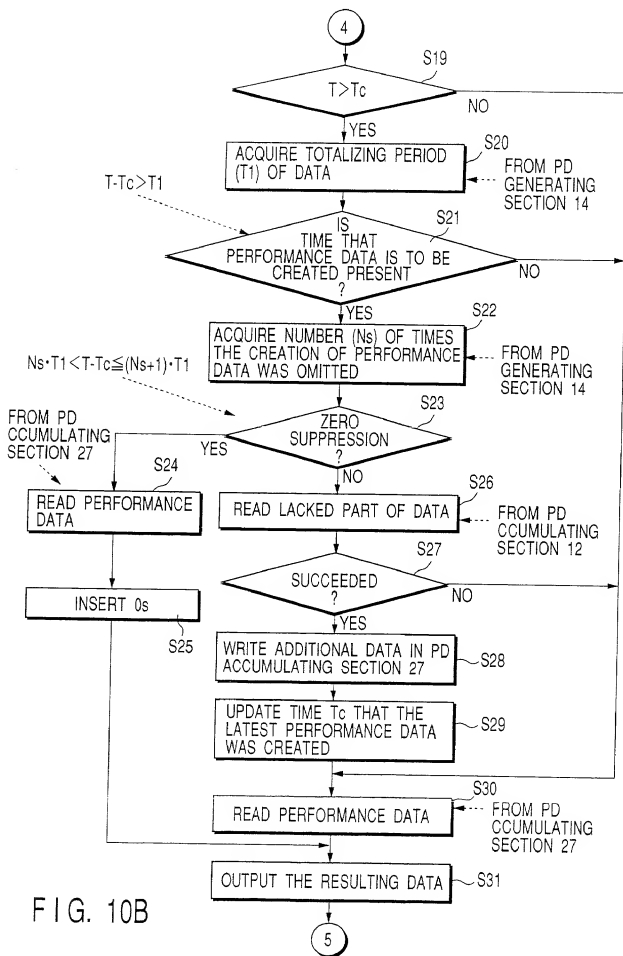 4
S19
T>Tc
NO
YES
S20
ACQUIRE TOTALIZING PERIOD
(T1) OF DATA
FROM PD
GENERATING
SECTION 14
T-Tc>T1
S21
IS
TIME THAT
PERFORMANCE DATA IS TO BE
CREATED PRESENT
?
NO
YES
S22
ACQUIRE NUMBER (Ns) OF TIMES
THE CREATION OF PERFORMANCE
DATA WAS OMITTED
FROM PD
GENERATING
SECTION 14
Ns·T1<T-Tc≦(Ns+1)·T1
S23
ZERO
SUPPRESSION
?
YES
NO
FROM PD
CCUMULATING
SECTION 27
S24
READ PERFORMANCE
DATA
S26
READ LACKED PART OF DATA
FROM PD
CCUMULATING
SECTION 12
S27
SUCCEEDED
?
NO
YES
INSERT 0s
S25
WRITE ADDITIONAL DATA IN PD
ACCUMULATING SECTION 27
S28
UPDATE TIME Tc THAT THE
LATEST PERFORMANCE DATA
WAS CREATED
S29
S30
READ PERFORMANCE DATA
FROM PD
CCUMULATING
SECTION 27
OUTPUT THE RESULTING DATA
S31
FIG. 10B
5